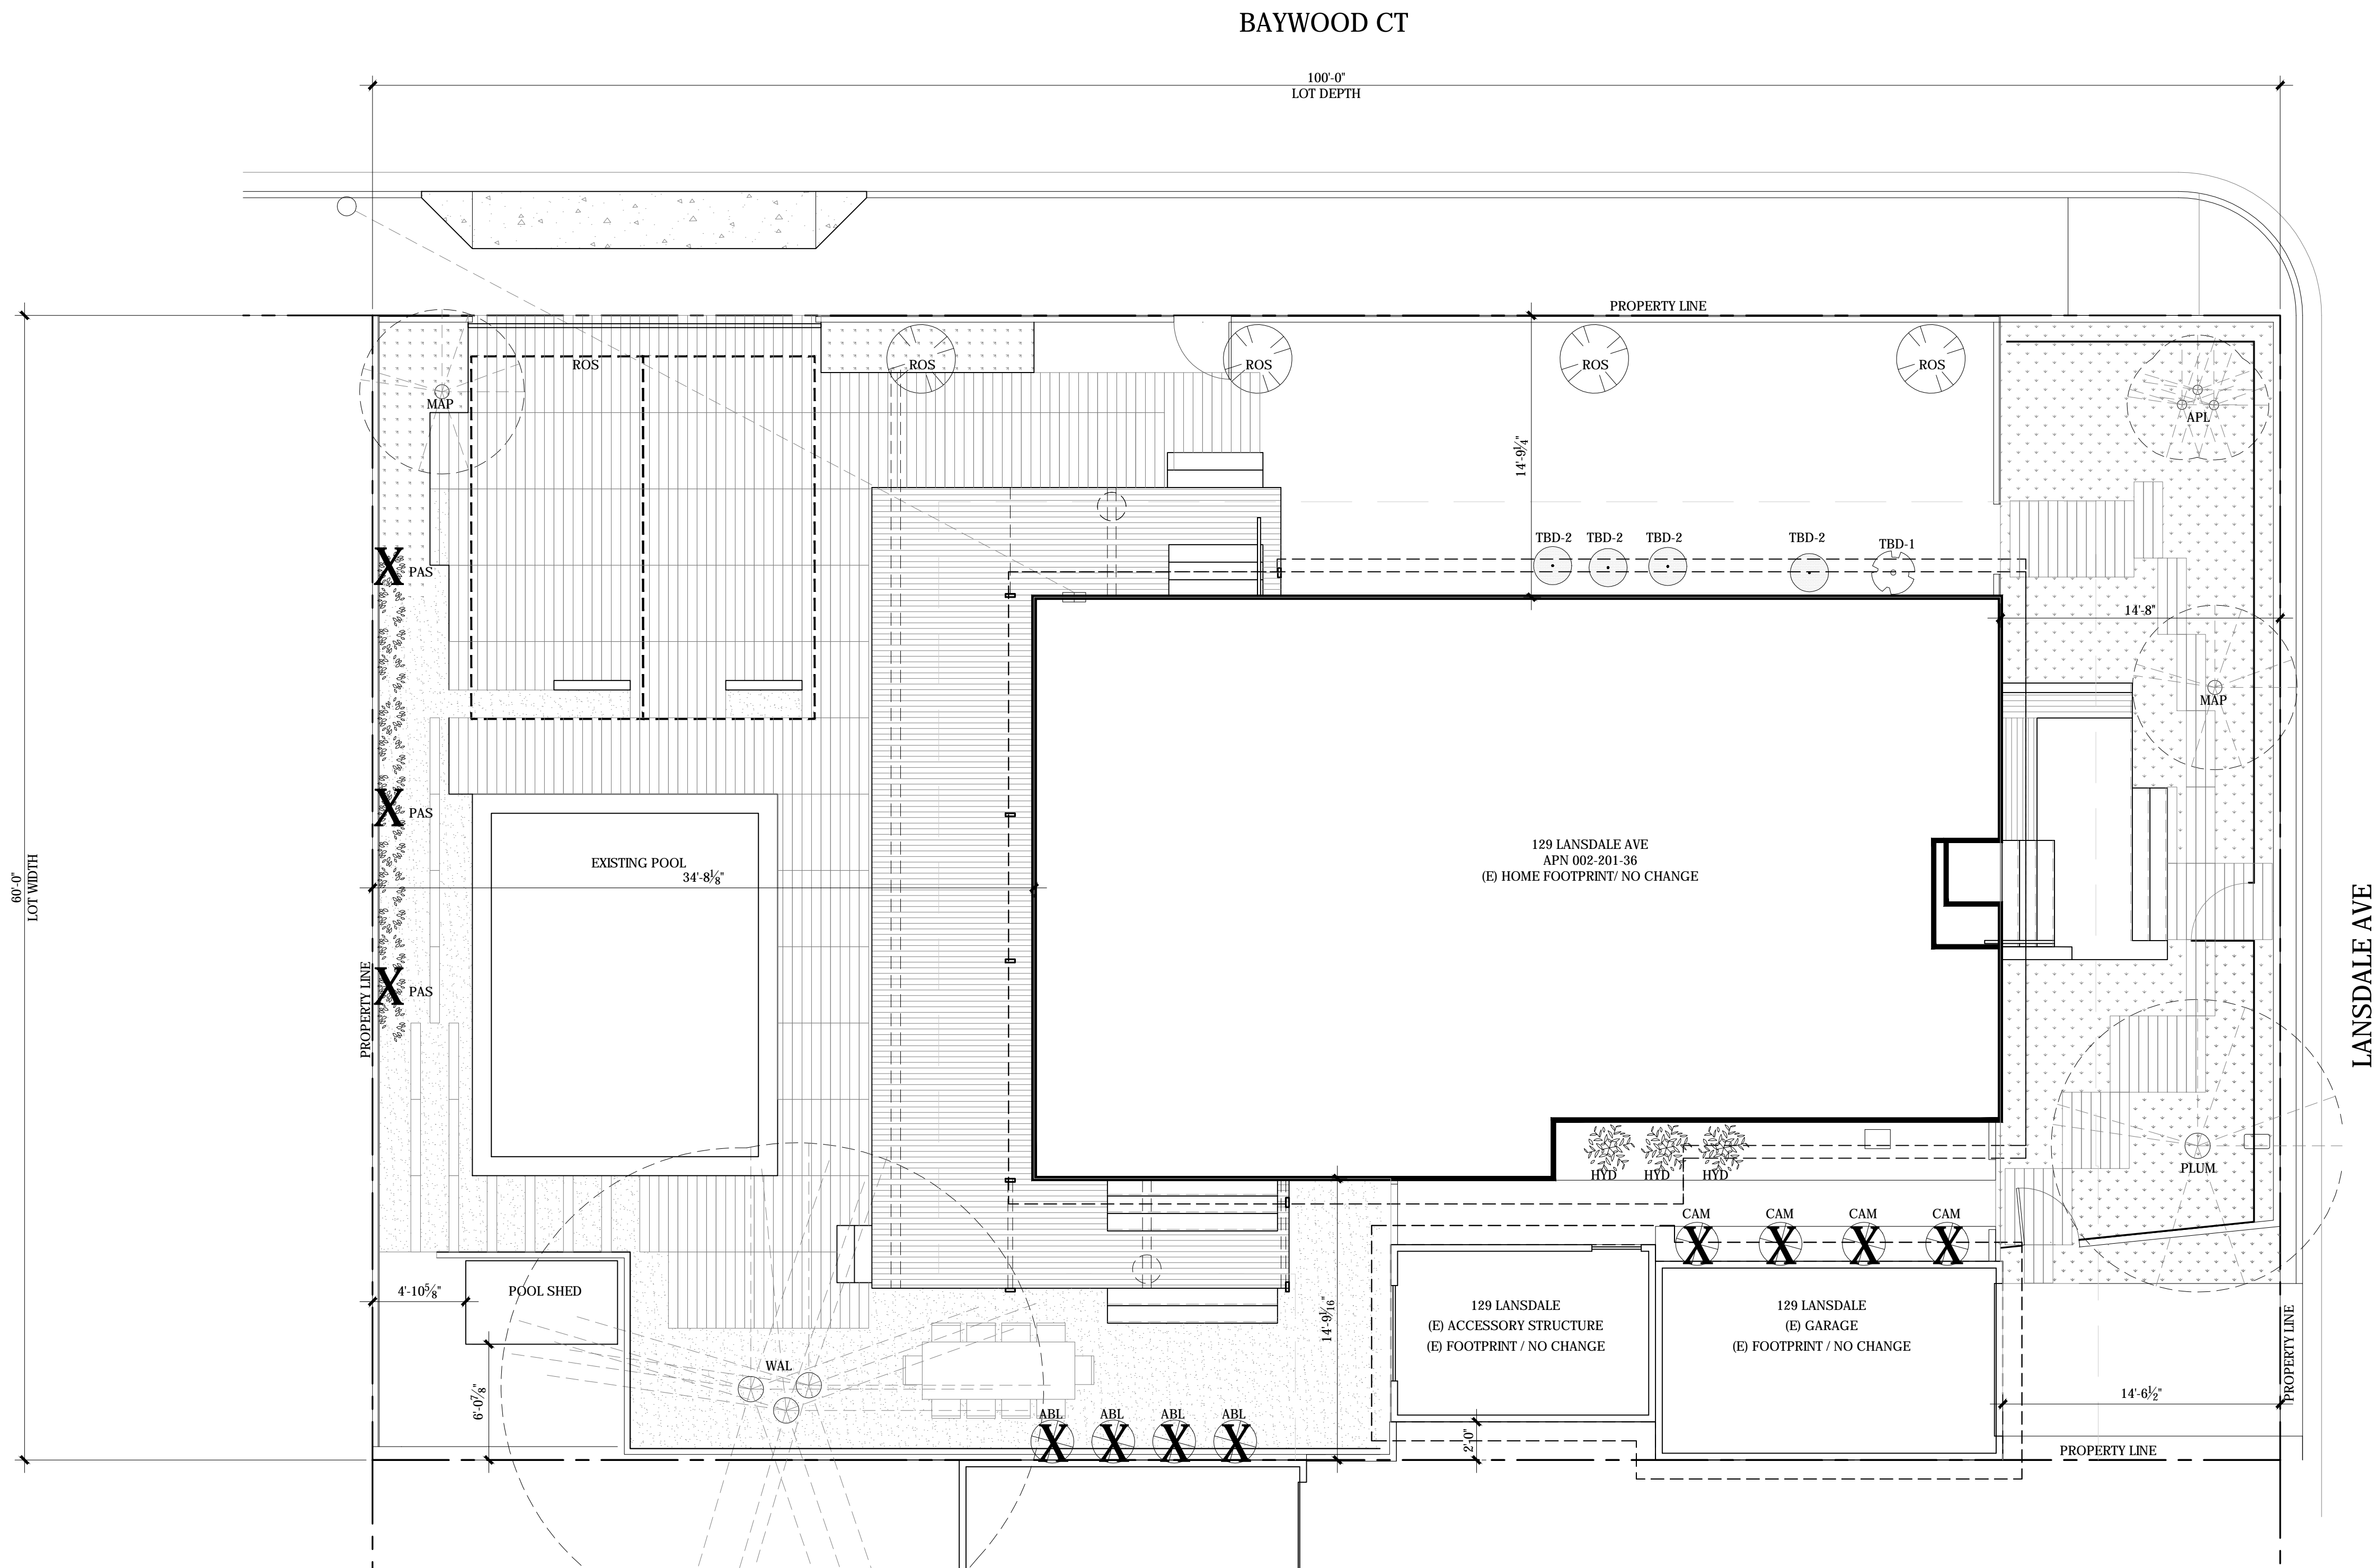 BAYWOOD CT
100'-0"
LOT DEPTH
PROPERTY LINE
ROS
ROS
ROS
ROS
ROS
MAP
APL
14'-9¼"
TBD-2
TBD-2
TBD-2
TBD-2
TBD-1
PAS
14'-8"
MAP
PAS
129 LANSDALE AVE
APN 002-201-36
(E) HOME FOOTPRINT/ NO CHANGE
EXISTING POOL
34'-8⅛"
60'-0"
LOT WIDTH
LANSDALE AVE
PAS
PROPERTY LINE
HYD
HYD
HYD
PLUM
CAM
CAM
CAM
CAM
4'-10⅝"
POOL SHED
14'-9 1/16"
129 LANSDALE
(E) ACCESSORY STRUCTURE
(E) FOOTPRINT / NO CHANGE
129 LANSDALE
(E) GARAGE
(E) FOOTPRINT / NO CHANGE
PROPERTY LINE
WAL
6'-0⅞"
14'-6½"
ABL
ABL
ABL
ABL
2'-0"
PROPERTY LINE
X
X
X
X
X
X
X
X
X
X
X